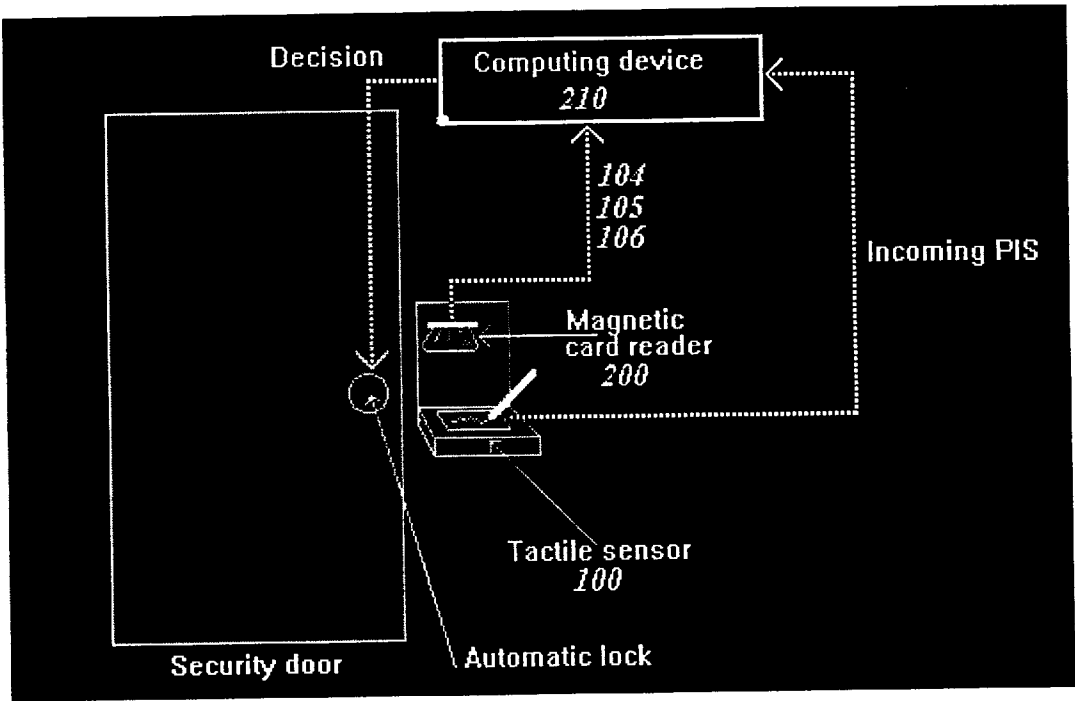 Decision
Computing device
210
104
105
106
Incoming PIS
Magnetic
card reader
200
Tactile sensor
100
Automatic lock
Security door